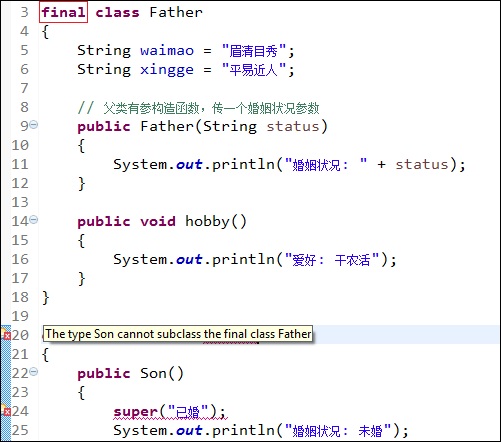 3 final class Father
4 {
5 String waimao = "眉清目秀";
6 String xingge = "平易近人";
7
8 // 父类有参构造函数，传一个婚姻状况参数
9 public Father(String status)
10 {
11 System.out.println("婚姻状况: " + status);
12 }
13
14 public void hobby()
15 {
16 System.out.println("爱好: 干农活");
17 }
18 }
19
20 The type Son cannot subclass the final class Father
21 {
22 public Son()
23 {
24 super("已婚");
25 System.out.println("婚姻状况: 未婚");